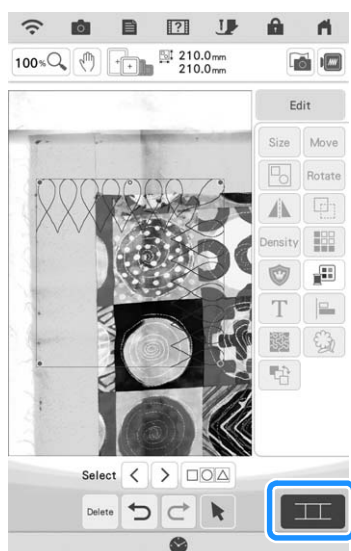 100%
210.0mm
210.0mm
Edit
Size Move
Rotate
Density
T
Select
Delete